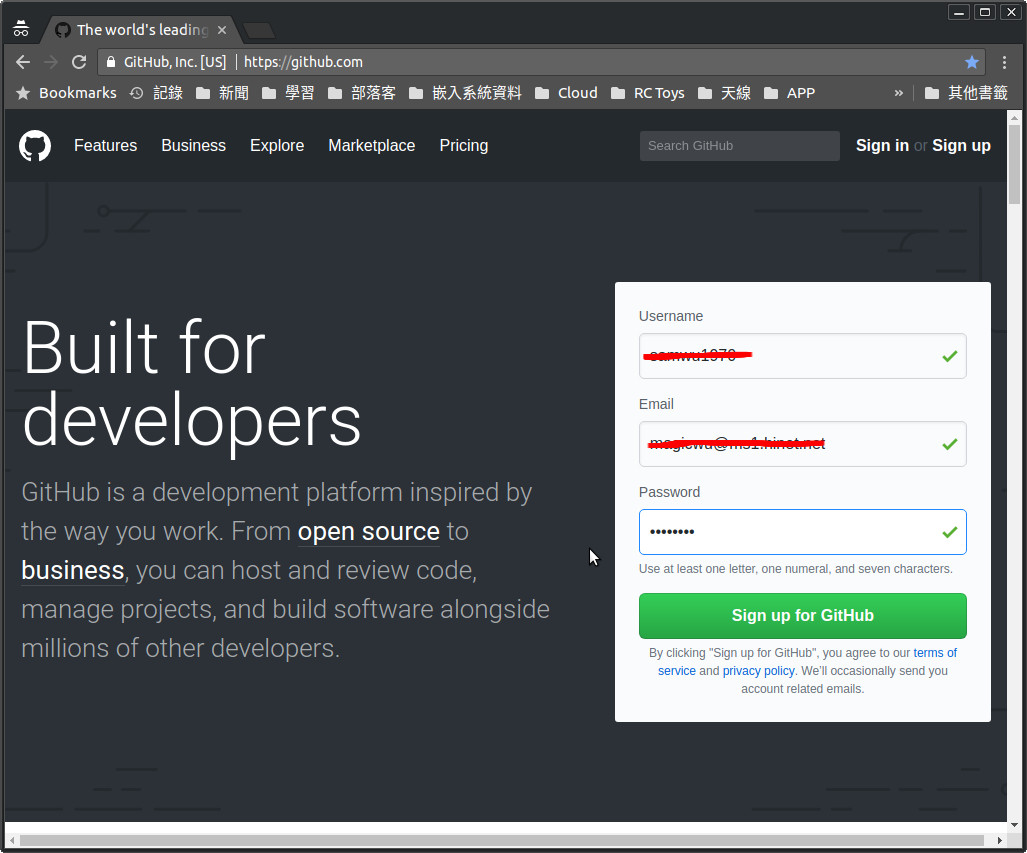 The world's leading
GitHub, Inc. [US] | https://github.com
Bookmarks 記錄 新聞 學習 部落客 嵌入系統資料 Cloud RC Toys 天線 APP » 其他書籤
Features Business Explore Marketplace Pricing Search GitHub Sign in or Sign up
Built for
developers
GitHub is a development platform inspired by
the way you work. From open source to
business, you can host and review code,
manage projects, and build software alongside
millions of other developers.
Username
Email
Password
••••••••
Use at least one letter, one numeral, and seven characters.
Sign up for GitHub
By clicking "Sign up for GitHub", you agree to our terms of
service and privacy policy. We'll occasionally send you
account related emails.